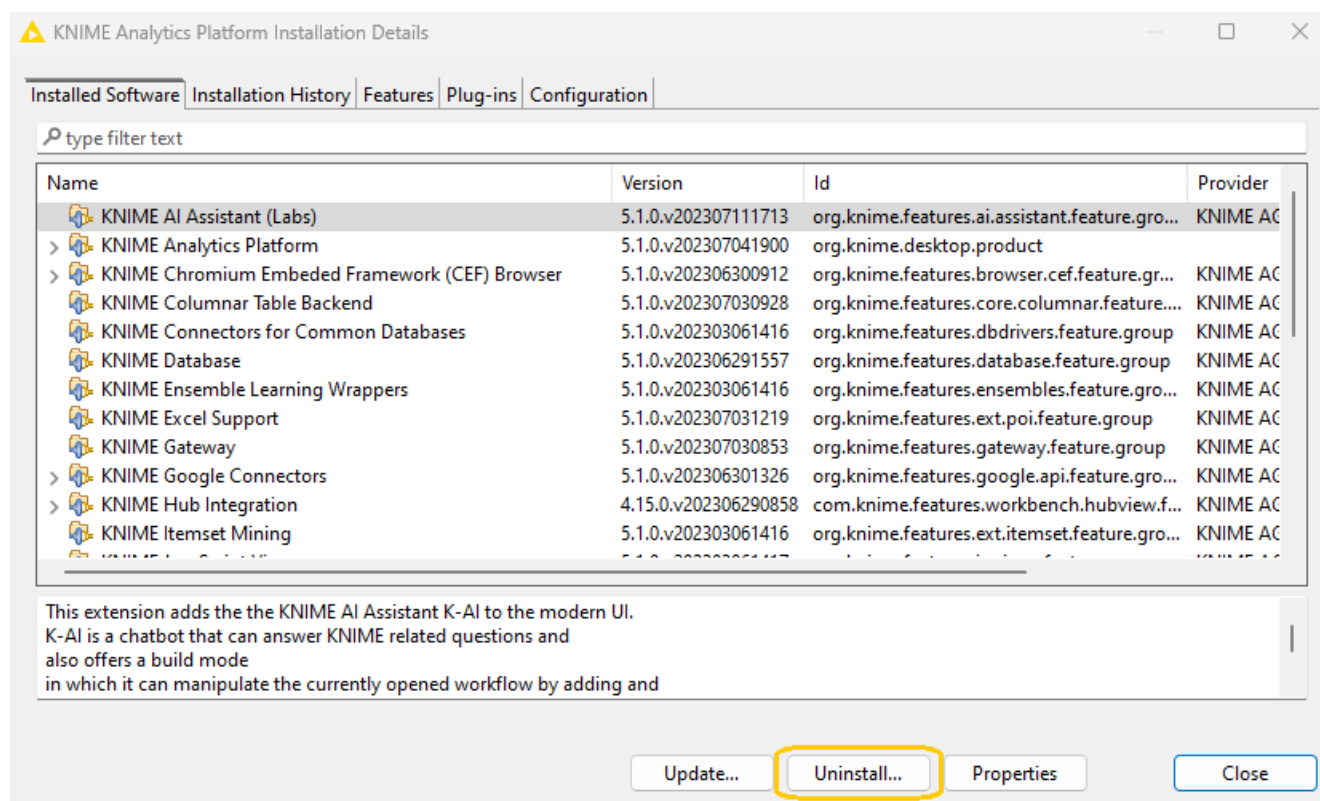 KNIME Analytics Platform Installation Details
Installed Software Installation History Features Plug-ins Configuration
type filter text
Name Version Id Provider
KNIME AI Assistant (Labs) 5.1.0.v202307111713 org.knime.features.ai.assistant.feature.gro... KNIME AG
KNIME Analytics Platform 5.1.0.v202307041900 org.knime.desktop.product
KNIME Chromium Embeded Framework (CEF) Browser 5.1.0.v202306300912 org.knime.features.browser.cef.feature.gr... KNIME AG
KNIME Columnar Table Backend 5.1.0.v202307030928 org.knime.features.core.columnar.feature.... KNIME AG
KNIME Connectors for Common Databases 5.1.0.v202303061416 org.knime.features.dbdrivers.feature.group KNIME AG
KNIME Database 5.1.0.v202306291557 org.knime.features.database.feature.group KNIME AG
KNIME Ensemble Learning Wrappers 5.1.0.v202303061416 org.knime.features.ensembles.feature.gro... KNIME AG
KNIME Excel Support 5.1.0.v202307031219 org.knime.features.ext.poi.feature.group KNIME AG
KNIME Gateway 5.1.0.v202307030853 org.knime.features.gateway.feature.group KNIME AG
KNIME Google Connectors 5.1.0.v202306301326 org.knime.features.google.api.feature.gro... KNIME AG
KNIME Hub Integration 4.15.0.v202306290858 com.knime.features.workbench.hubview.f... KNIME AG
KNIME Itemset Mining 5.1.0.v202303061416 org.knime.features.ext.itemset.feature.gro... KNIME AG
This extension adds the the KNIME AI Assistant K-AI to the modern UI.
K-AI is a chatbot that can answer KNIME related questions and
also offers a build mode
in which it can manipulate the currently opened workflow by adding and
Update... Uninstall... Properties Close